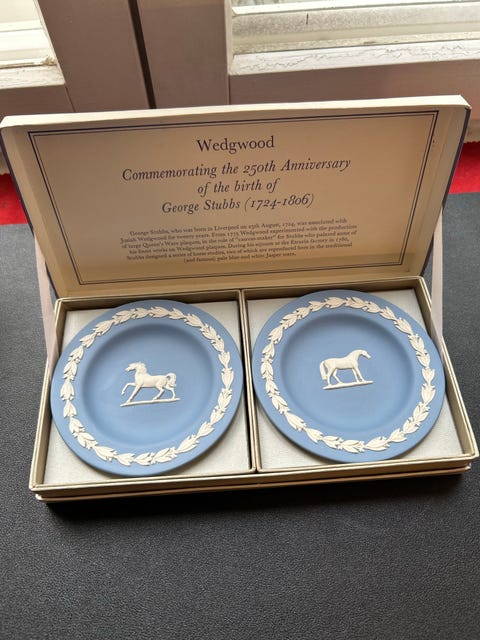 Wedgwood
Commemorating the 250th Anniversary
of the birth of
George Stubbs (1724-1806)
George Stubbs, who was born in Liverpool on 25th August, 1724, was associated with
Josiah Wedgwood for twenty years. From 1775 Wedgwood experimented with the production
of large Queen's Ware plaques, in the role of "canvas-maker" for Stubbs who painted some of
his finest works on Wedgwood plaques. During his sojourn at the Etruria factory in 1780,
Stubbs designed a series of horse studies, two of which are reproduced here in the traditional
(and famous) pale blue and white Jasper ware.